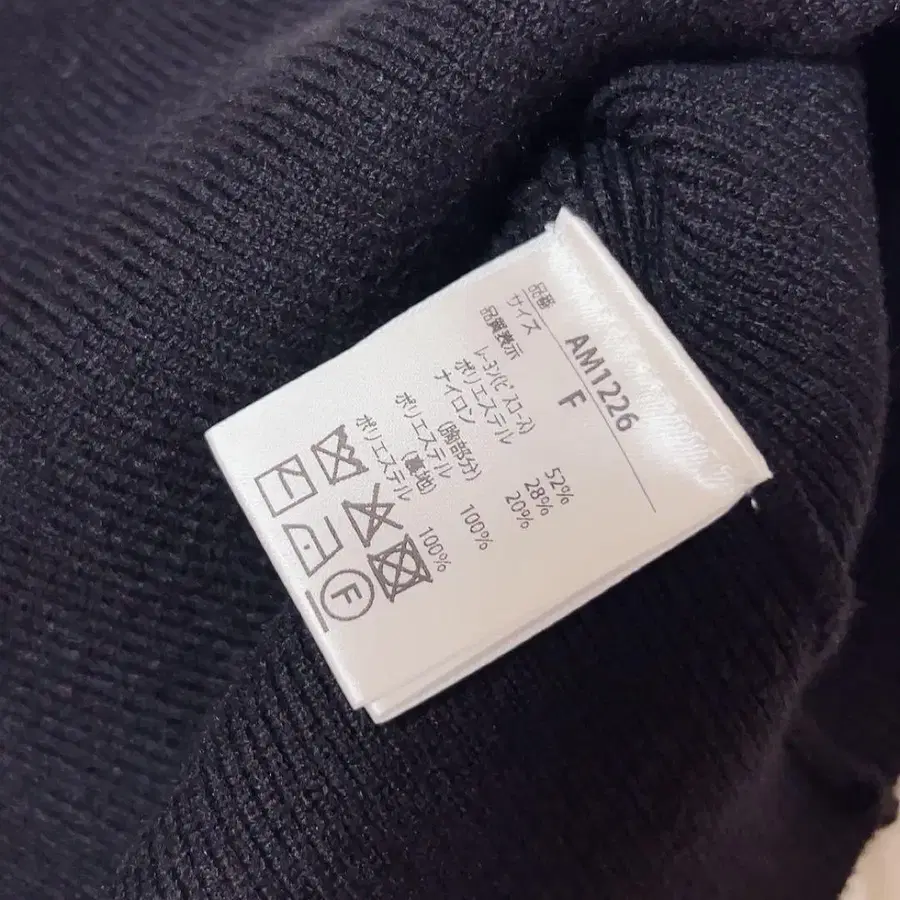 品番 AM1226
サイズ F
品質表示
レーヨン(ビスコース) 52%
ポリエステル 28%
ナイロン 20%
(胸部分)
ポリエステル 100%
(裏地)
ポリエステル 100%
F